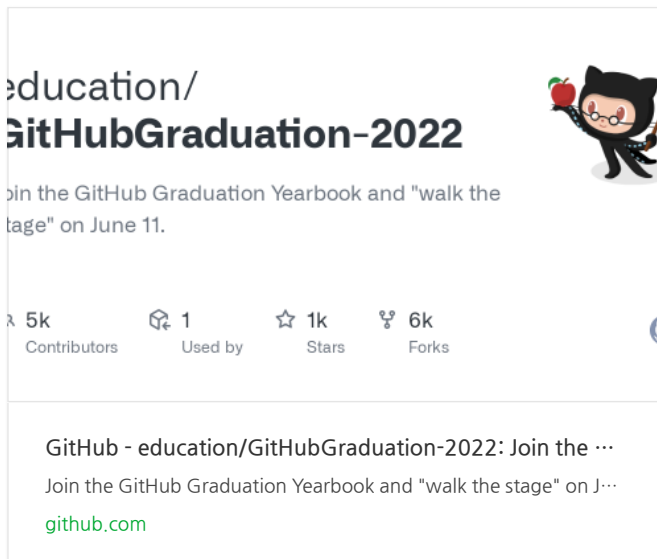 education/
GitHubGraduation-2022
Join the GitHub Graduation Yearbook and "walk the
stage" on June 11.
5k
Contributors
1
Used by
1k
Stars
6k
Forks
GitHub - education/GitHubGraduation-2022: Join the ⋯
Join the GitHub Graduation Yearbook and "walk the stage" on J⋯
github.com